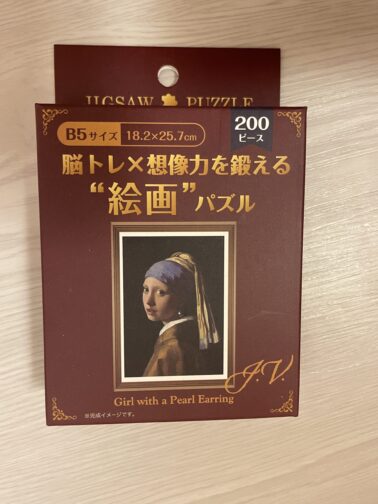 JIGSAW PUZZLE
B5サイズ 18.2×25.7cm
200
ピース
脳トレ×想像力を鍛える
“絵画”パズル
J.V.
Girl with a Pearl Earring
※完成イメージです。